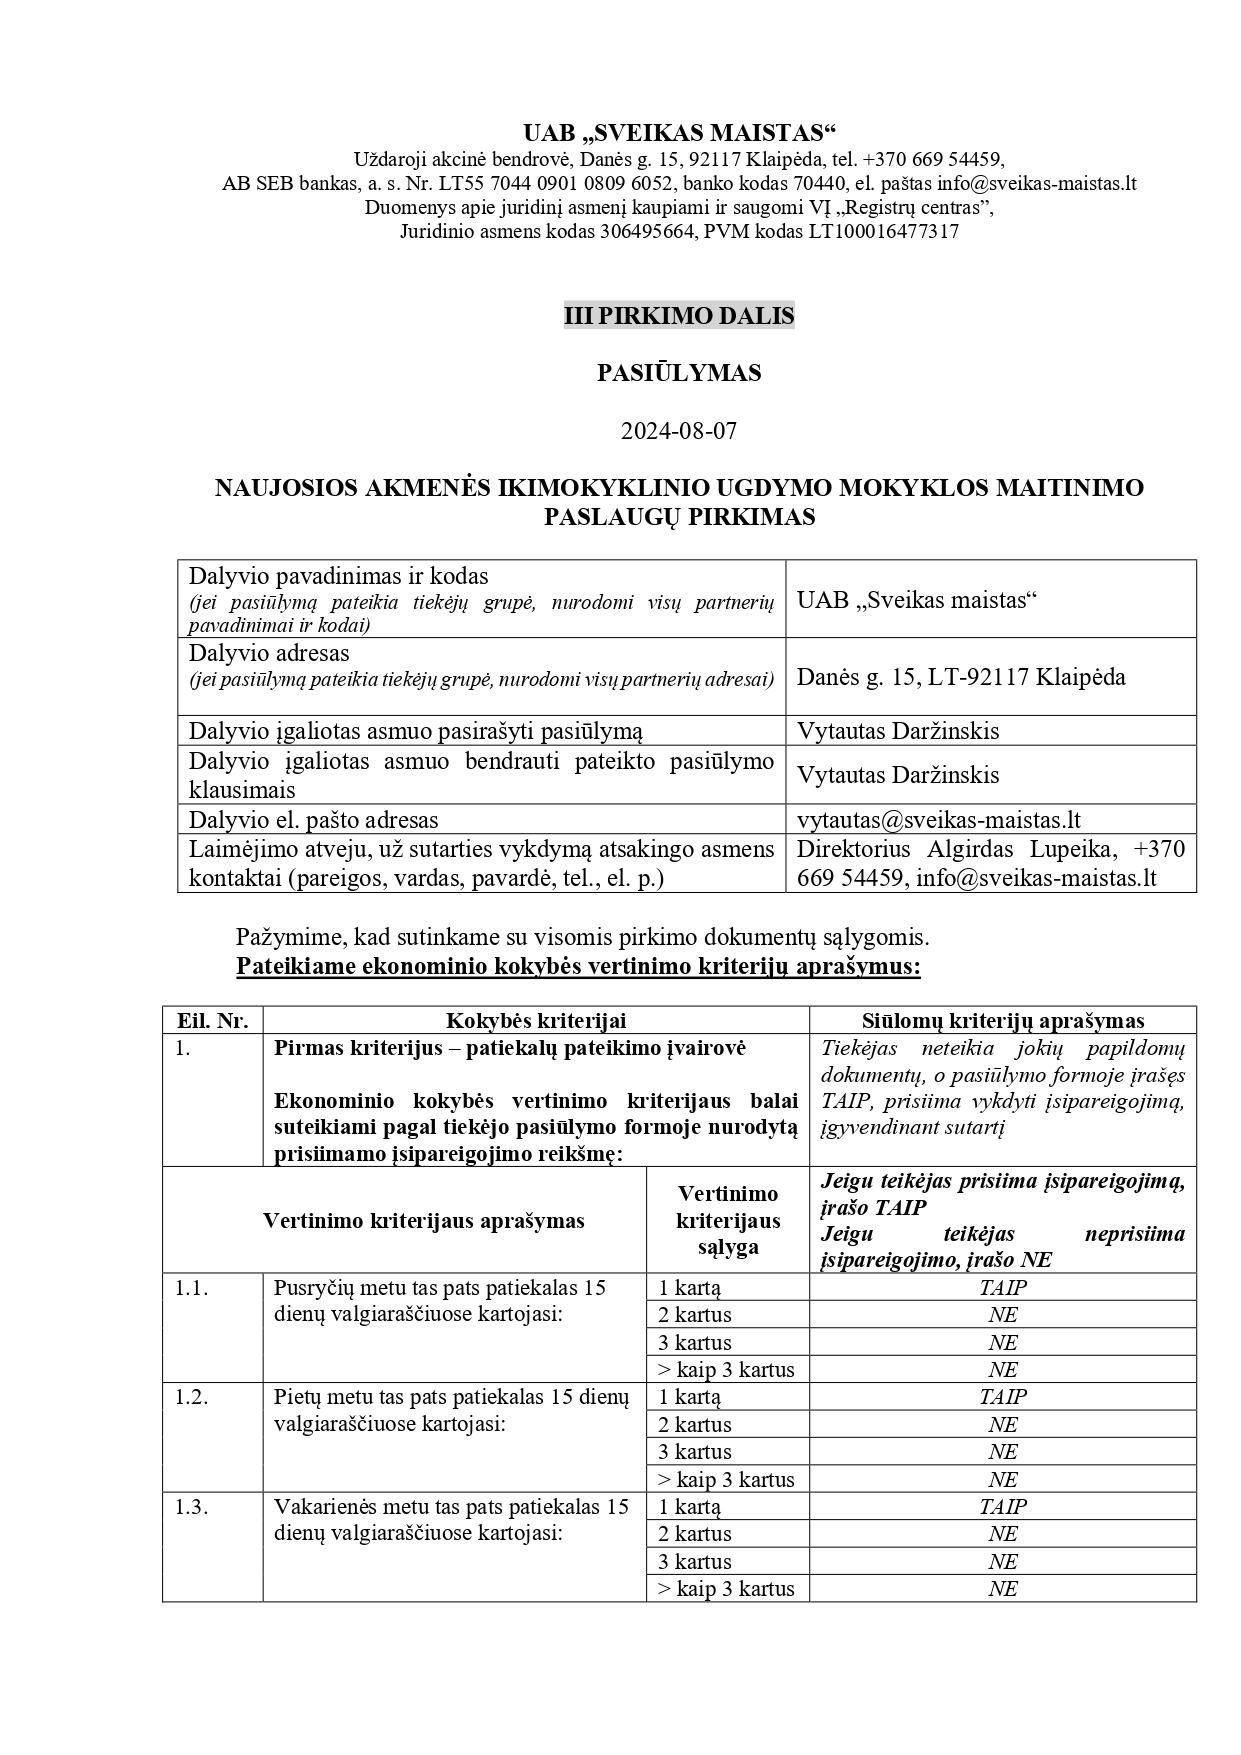 UAB „SVEIKAS MAISTAS“
Uždaroji akcinė bendrovė, Danės g. 15, 92117 Klaipėda, tel. +370 669 54459,
AB SEB bankas, a. s. Nr. LT55 7044 0901 0809 6052, banko kodas 70440, el. paštas info@sveikas-maistas.lt
Duomenys apie juridinį asmenį kaupiami ir saugomi VĮ „Registrų centras”,
Juridinio asmens kodas 306495664, PVM kodas LT100016477317
III PIRKIMO DALIS
PASIŪLYMAS
2024-08-07
NAUJOSIOS AKMENĖS IKIMOKYKLINIO UGDYMO MOKYKLOS MAITINIMO
PASLAUGŲ PIRKIMAS
Dalyvio pavadinimas ir kodas
(jei pasiūlymą pateikia tiekėjų grupė, nurodomi visų partnerių
pavadinimai ir kodai)
UAB „Sveikas maistas“
Dalyvio adresas
(jei pasiūlymą pateikia tiekėjų grupė, nurodomi visų partnerių adresai)
Danės g. 15, LT-92117 Klaipėda
Dalyvio įgaliotas asmuo pasirašyti pasiūlymą
Vytautas Daržinskis
Dalyvio įgaliotas asmuo bendrauti pateikto pasiūlymo
klausimais
Vytautas Daržinskis
Dalyvio el. pašto adresas
vytautas@sveikas-maistas.lt
Laimėjimo atveju, už sutarties vykdymą atsakingo asmens
kontaktai (pareigos, vardas, pavardė, tel., el. p.)
Direktorius Algirdas Lupeika, +370
669 54459, info@sveikas-maistas.lt
Pažymime, kad sutinkame su visomis pirkimo dokumentų sąlygomis.
Pateikiame ekonominio kokybės vertinimo kriterijų aprašymus:
Eil. Nr.
Kokybės kriterijai
Siūlomų kriterijų aprašymas
1.
Pirmas kriterijus – patiekalų pateikimo įvairovė
Ekonominio kokybės vertinimo kriterijaus balai
suteikiami pagal tiekėjo pasiūlymo formoje nurodytą
prisiimamo įsipareigojimo reikšmę:
Tiekėjas neteikia jokių papildomų
dokumentų, o pasiūlymo formoje įrašęs
TAIP, prisiima vykdyti įsipareigojimą,
įgyvendinant sutartį
Vertinimo kriterijaus aprašymas
Vertinimo
kriterijaus
sąlyga
Jeigu teikėjas prisiima įsipareigojimą,
įrašo TAIP
Jeigu teikėjas neprisiima
įsipareigojimo, įrašo NE
1.1.
Pusryčių metu tas pats patiekalas 15
dienų valgiaraščiuose kartojasi:
1 kartą
TAIP
2 kartus
NE
3 kartus
NE
> kaip 3 kartus
NE
1.2.
Pietų metu tas pats patiekalas 15 dienų
valgiaraščiuose kartojasi:
1 kartą
TAIP
2 kartus
NE
3 kartus
NE
> kaip 3 kartus
NE
1.3.
Vakarienės metu tas pats patiekalas 15
dienų valgiaraščiuose kartojasi:
1 kartą
TAIP
2 kartus
NE
3 kartus
NE
> kaip 3 kartus
NE